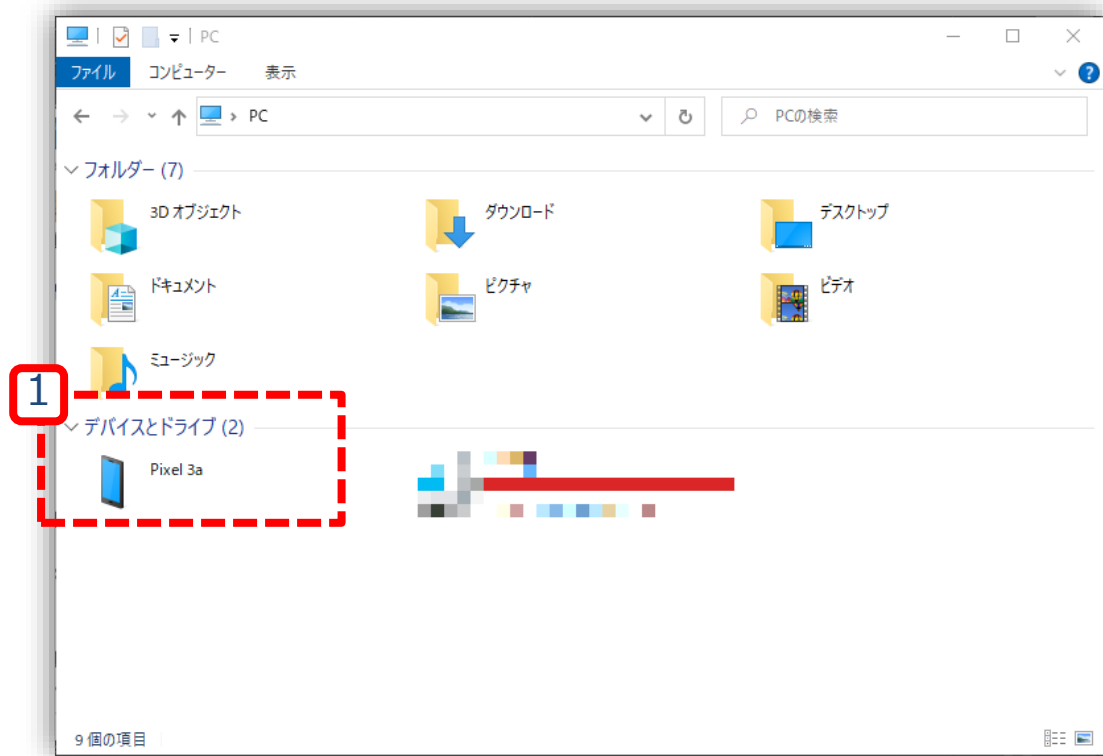 PC
ファイル コンピューター 表示
PC PCの検索
フォルダー (7)
3D オブジェクト ダウンロード デスクトップ
ドキュメント ピクチャ ビデオ
ミュージック
1
デバイスとドライブ (2)
Pixel 3a
9 個の項目